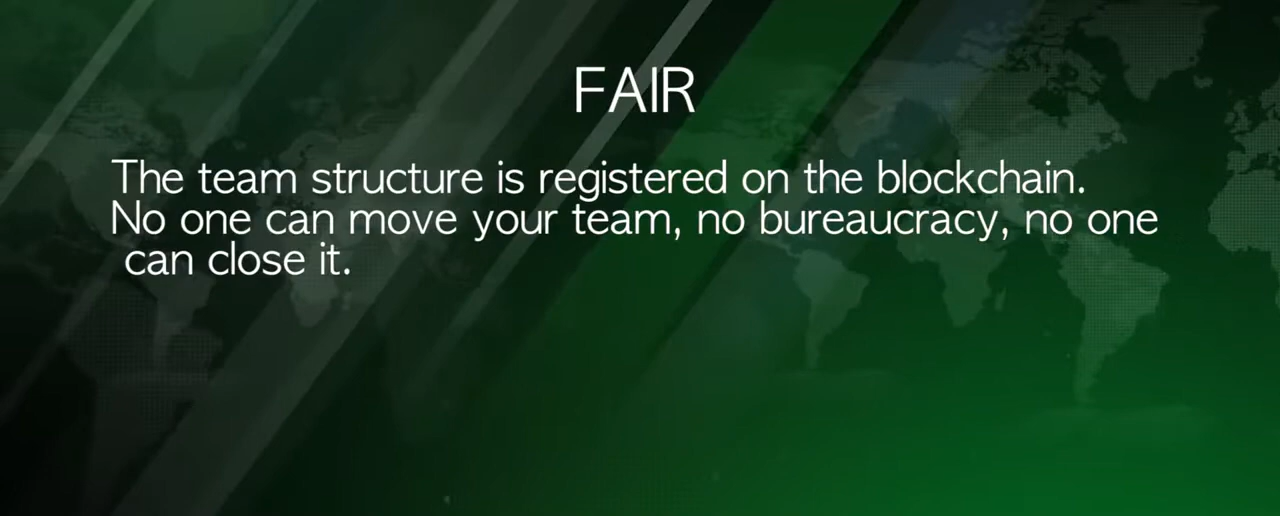 FAIR
The team structure is registered on the blockchain.
No one can move your team, no bureaucracy, no one
can close it.